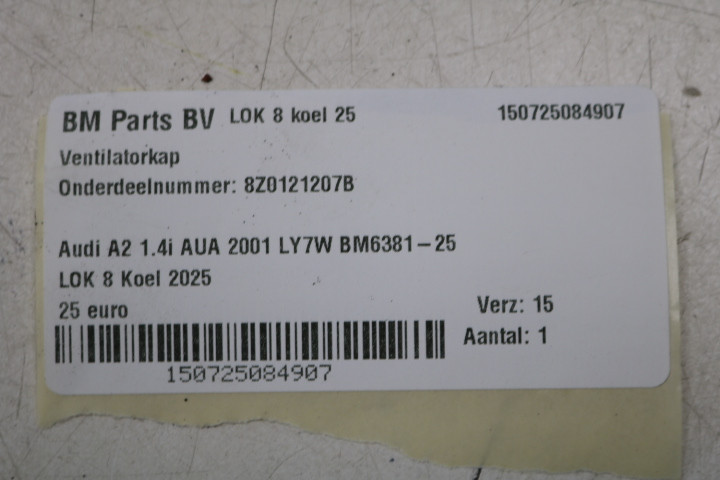 BM Parts BV LOK 8 koel 25 150725084907
Ventilatorkap
Onderdeelnummer: 8Z0121207B
Audi A2 1.4i AUA 2001 LY7W BM6381-25
LOK 8 Koel 2025
25 euro
Verz: 15
Aantal: 1
150725084907